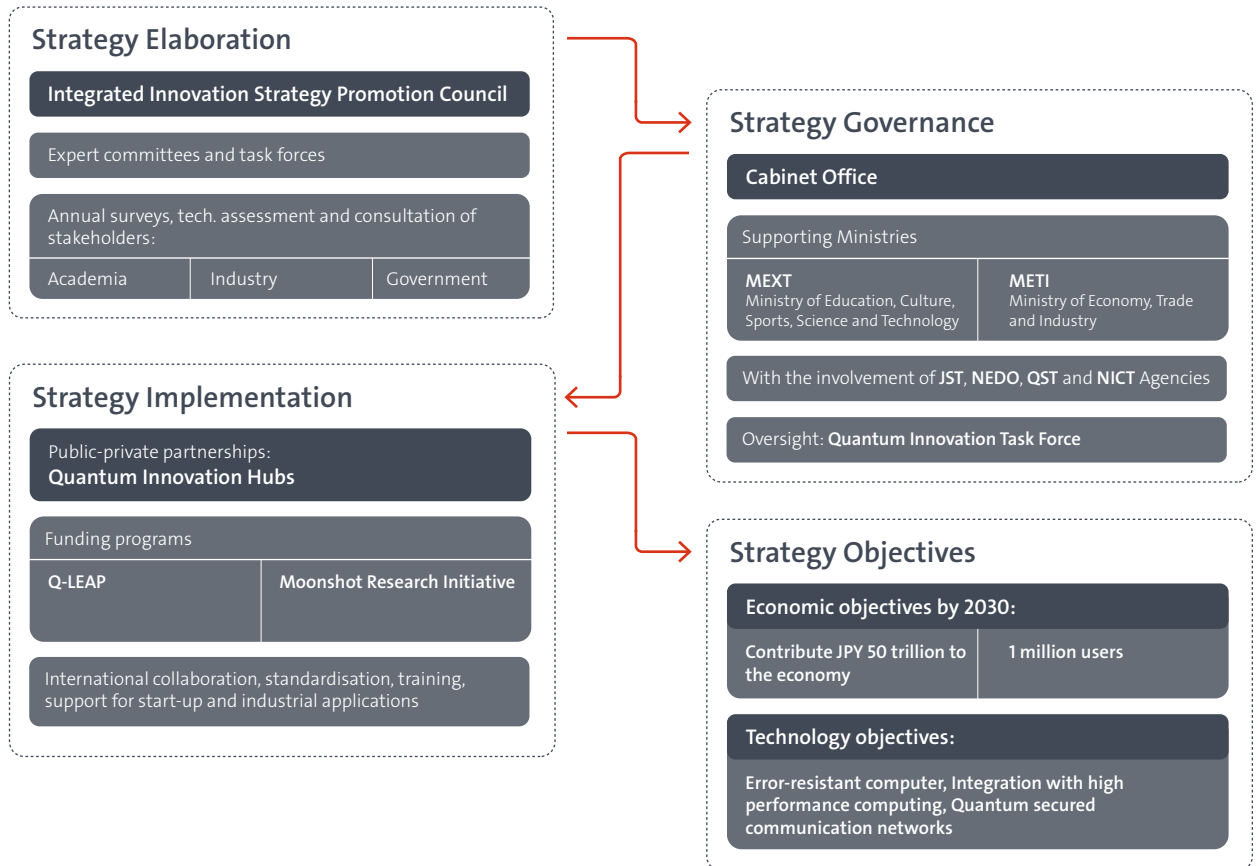 Strategy Elaboration
Integrated Innovation Strategy Promotion Council
Expert committees and task forces
Annual surveys, tech. assessment and consultation of
stakeholders:
Academia
Industry
Government
Strategy Governance
Cabinet Office
Supporting Ministries
MEXT
Ministry of Education, Culture,
Sports, Science and Technology
METI
Ministry of Economy, Trade
and Industry
With the involvement of JST, NEDO, QST and NICT Agencies
Oversight: Quantum Innovation Task Force
Strategy Implementation
Public-private partnerships:
Quantum Innovation Hubs
Funding programs
Q-LEAP
Moonshot Research Initiative
International collaboration, standardisation, training,
support for start-up and industrial applications
Strategy Objectives
Economic objectives by 2030:
Contribute JPY 50 trillion to
the economy
1 million users
Technology objectives:
Error-resistant computer, Integration with high
performance computing, Quantum secured
communication networks